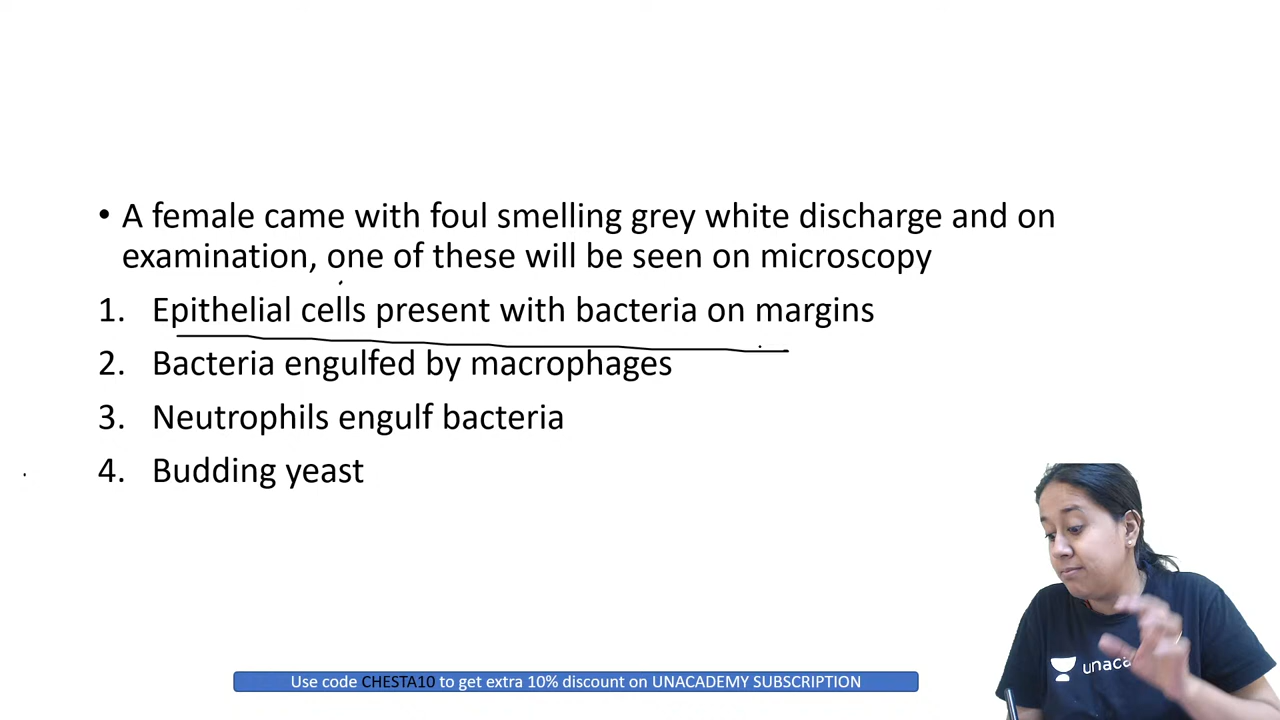 • A female came with foul smelling grey white discharge and on
examination, one of these will be seen on microscopy
1. Epithelial cells present with bacteria on margins
2. Bacteria engulfed by macrophages
3. Neutrophils engulf bacteria
4. Budding yeast
unaca
Use code CHESTA10 to get extra 10% discount on UNACADEMY SUBSCRIPTION